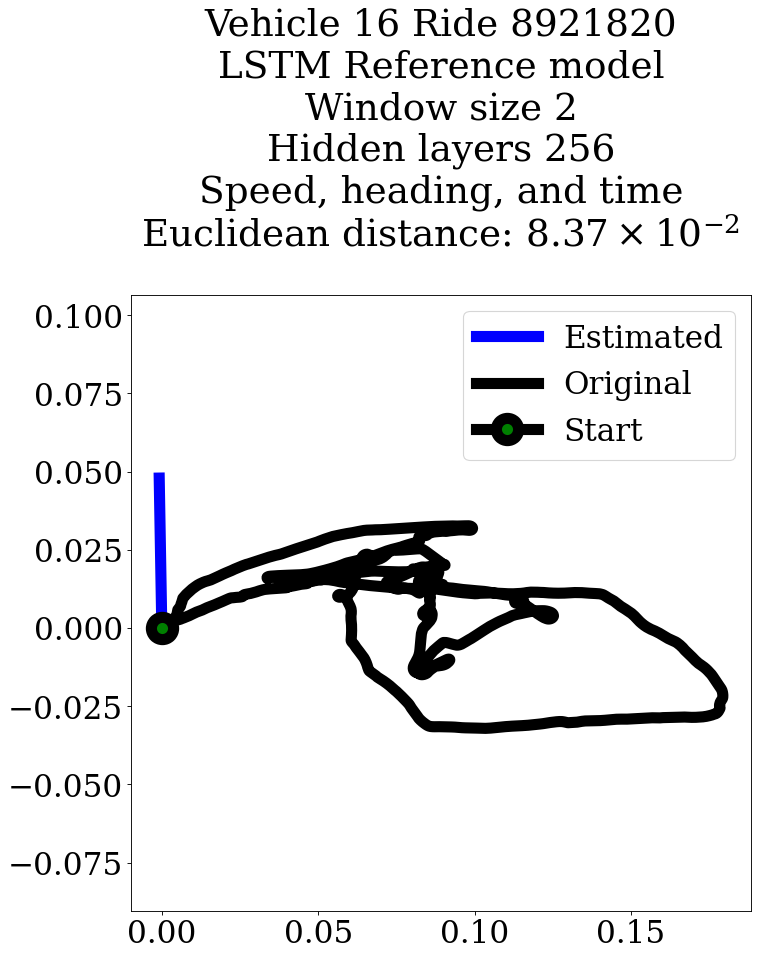 Vehicle 16 Ride 8921820
LSTM Reference model
Window size 2
Hidden layers 256
Speed, heading, and time
Euclidean distance: 8.37 × 10⁻²
Estimated
Original
Start
0.100
0.075
0.050
0.025
0.000
−0.025
−0.050
−0.075
0.00 0.05 0.10 0.15